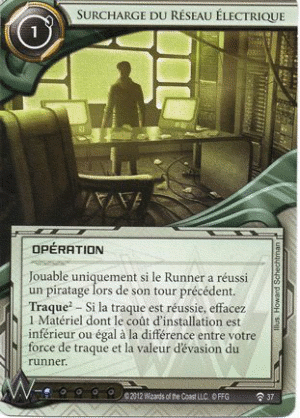 Surcharge du Réseau Électrique
1
OPÉRATION
Jouable uniquement si le Runner a réussi
un piratage lors de son tour précédent.
Traque² – Si la traque est réussie, effacez
1 Matériel dont le coût d'installation est
inférieur ou égal à la différence entre votre
force de traque et la valeur d'évasion du
runner.
Illus. Howard Schechtman
©2012 Wizards of the Coast LLC. © FFG
37